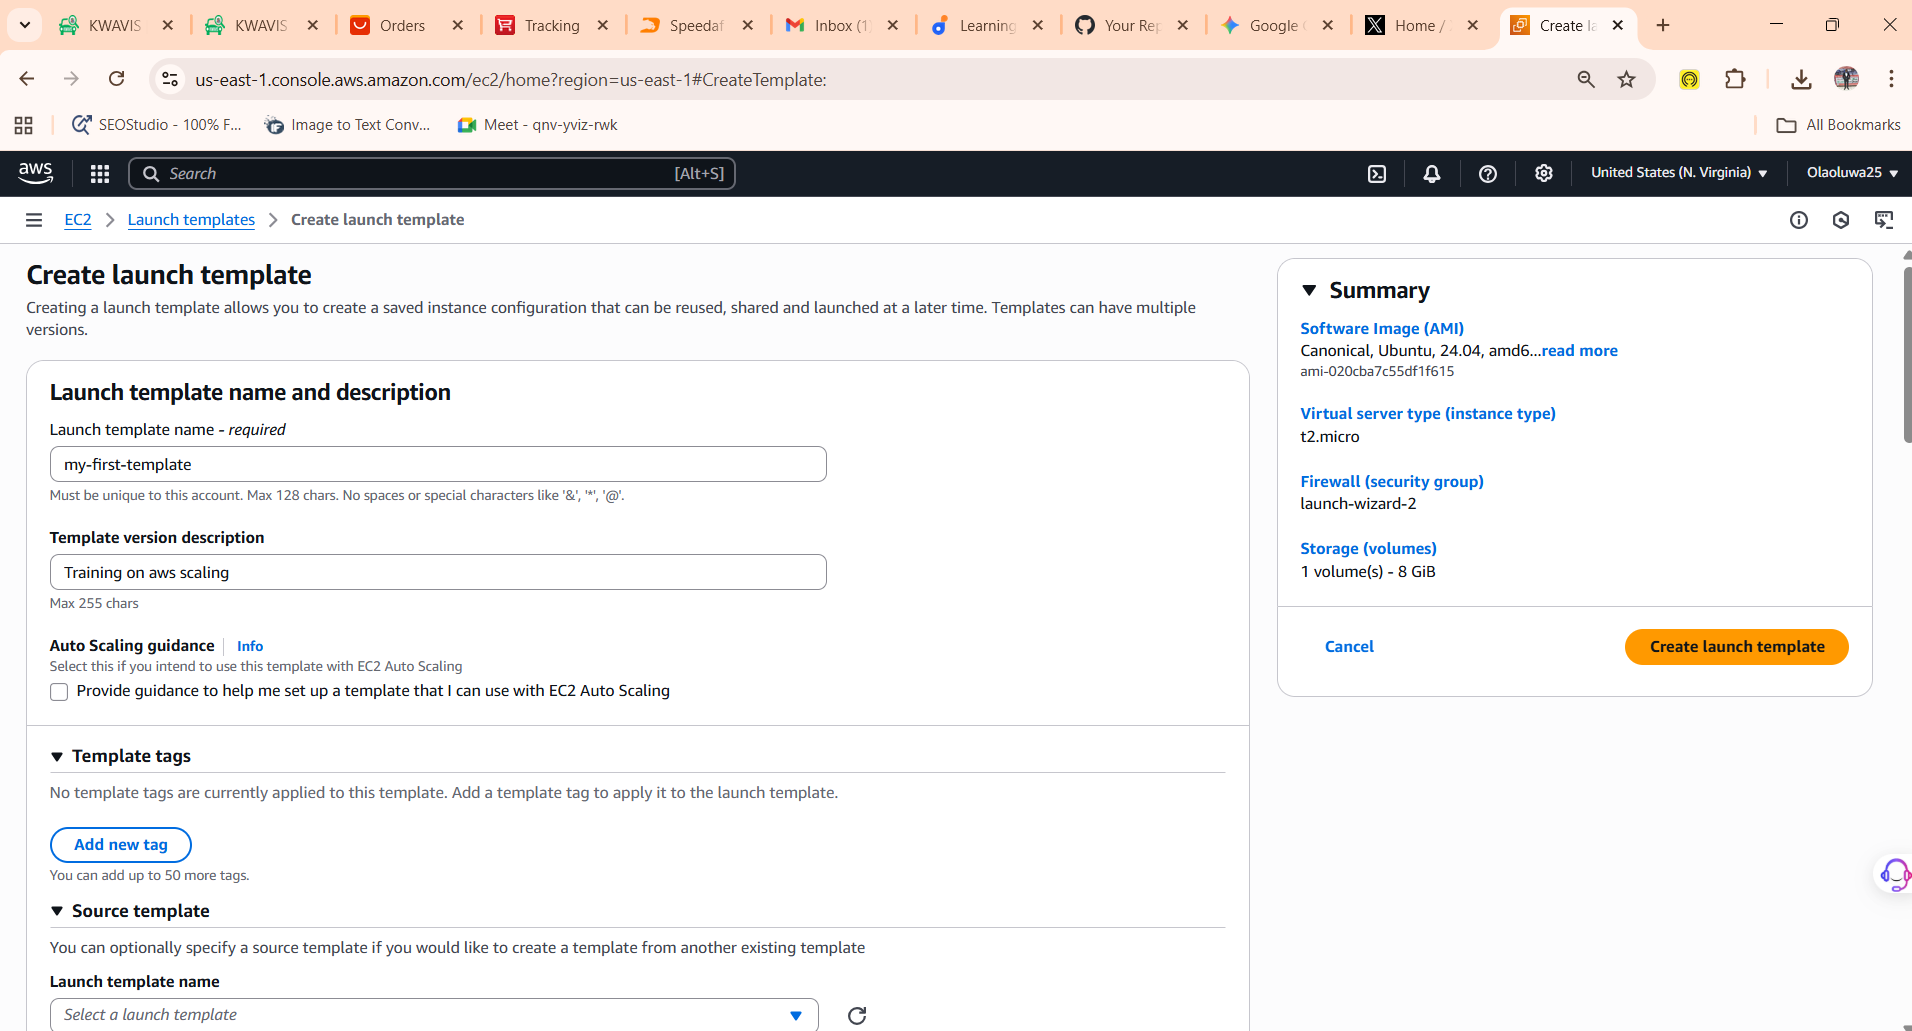 KWAVIS
KWAVIS
Orders
Tracking
Speedaf
Inbox (1
Learning
Your Rep
Google
Home /
Create la
us-east-1.console.aws.amazon.com/ec2/home?region=us-east-1#CreateTemplate:
SEOStudio - 100% F...
Image to Text Conv...
Meet - qnv-yviz-rwk
All Bookmarks
aws
Search
[Alt+S]
United States (N. Virginia)
Olaoluwa25
EC2
Launch templates
Create launch template
Create launch template
Creating a launch template allows you to create a saved instance configuration that can be reused, shared and launched at a later time. Templates can have multiple
versions.
Launch template name and description
Launch template name - required
my-first-template
Must be unique to this account. Max 128 chars. No spaces or special characters like '&', '*', '@'.
Template version description
Training on aws scaling
Max 255 chars
Auto Scaling guidance
Info
Select this if you intend to use this template with EC2 Auto Scaling
Provide guidance to help me set up a template that I can use with EC2 Auto Scaling
Template tags
No template tags are currently applied to this template. Add a template tag to apply it to the launch template.
Add new tag
You can add up to 50 more tags.
Source template
You can optionally specify a source template if you would like to create a template from another existing template
Launch template name
Select a launch template
Summary
Software Image (AMI)
Canonical, Ubuntu, 24.04, amd6...read more
ami-020cba7c55df1f615
Virtual server type (instance type)
t2.micro
Firewall (security group)
launch-wizard-2
Storage (volumes)
1 volume(s) - 8 GiB
Cancel
Create launch template